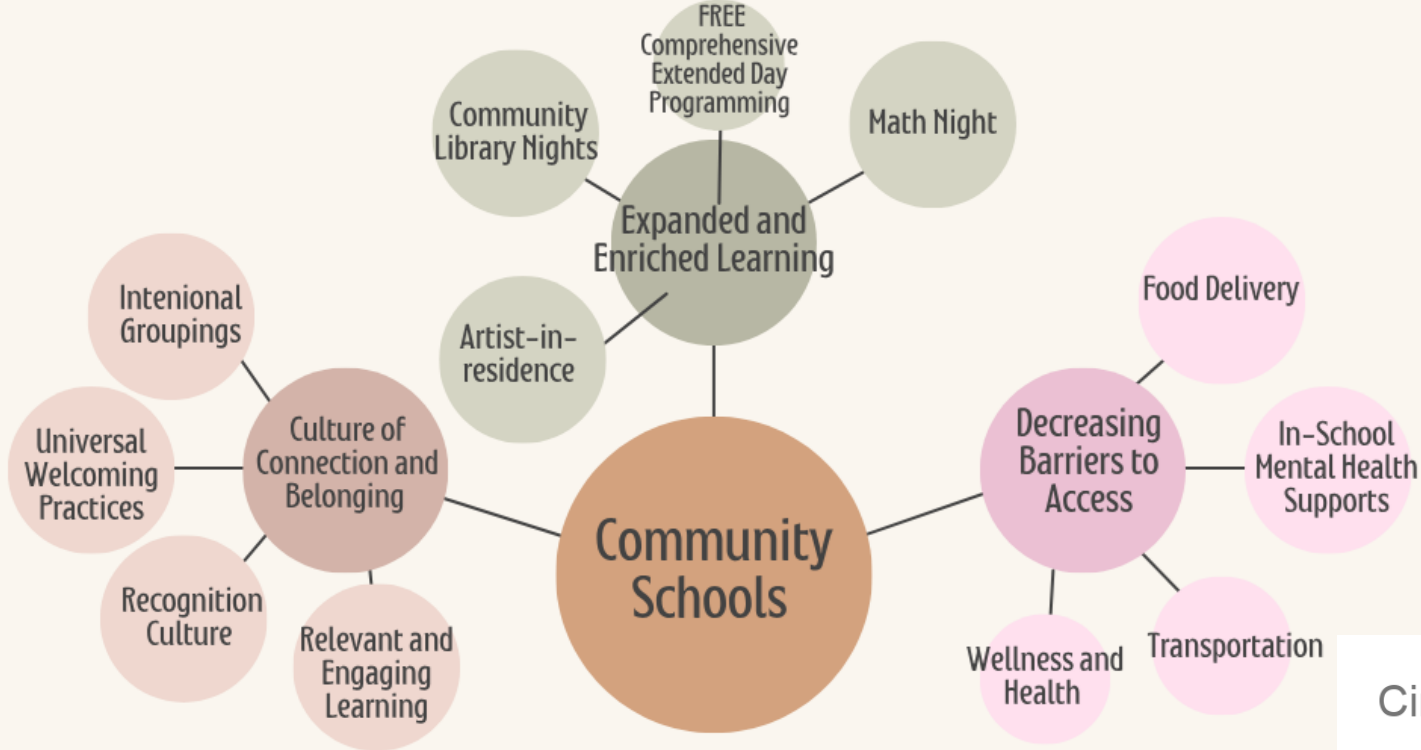 FREE
Comprehensive
Extended Day
Programming
Community
Library Nights
Math Night
Expanded and
Enriched Learning
Artist-in-
residence
Intenional
Groupings
Universal
Welcoming
Practices
Culture of
Connection and
Belonging
Recognition
Culture
Relevant and
Engaging
Learning
Community
Schools
Decreasing
Barriers to
Access
Food Delivery
In-School
Mental Health
Supports
Transportation
Wellness and
Health